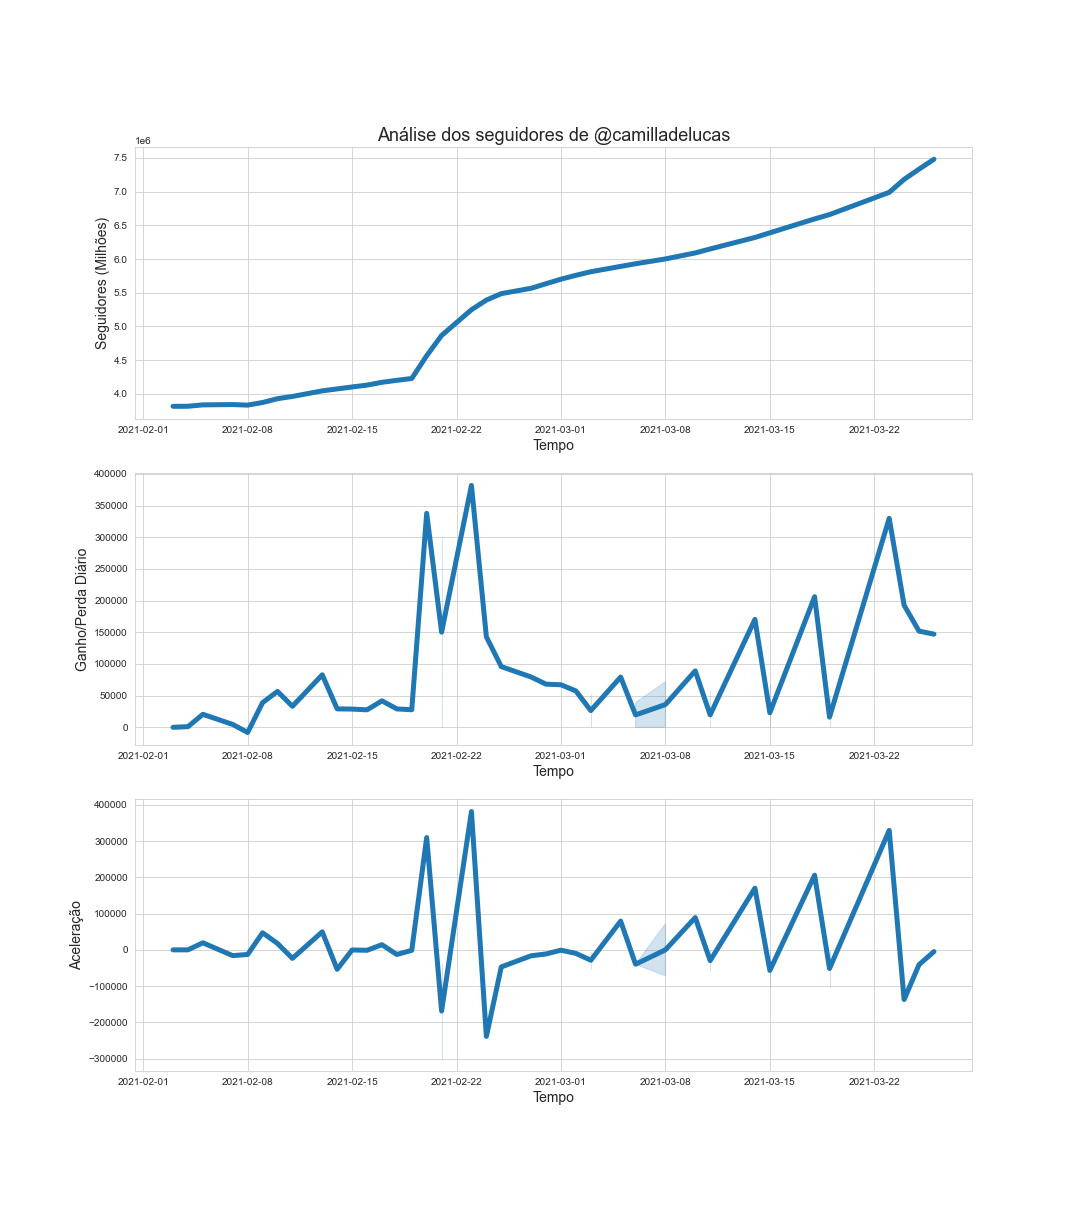 Análise dos seguidores de @camilladelucas
1e6
7.5
7.0
6.5
6.0
5.5
5.0
4.5
4.0
Seguidores (Milhões)
2021-02-01 2021-02-08 2021-02-15 2021-02-22 2021-03-01 2021-03-08 2021-03-15 2021-03-22
Tempo
400000
350000
300000
250000
200000
150000
100000
50000
0
Ganho/Perda Diário
2021-02-01 2021-02-08 2021-02-15 2021-02-22 2021-03-01 2021-03-08 2021-03-15 2021-03-22
Tempo
400000
300000
200000
100000
0
−100000
−200000
−300000
Aceleração
2021-02-01 2021-02-08 2021-02-15 2021-02-22 2021-03-01 2021-03-08 2021-03-15 2021-03-22
Tempo